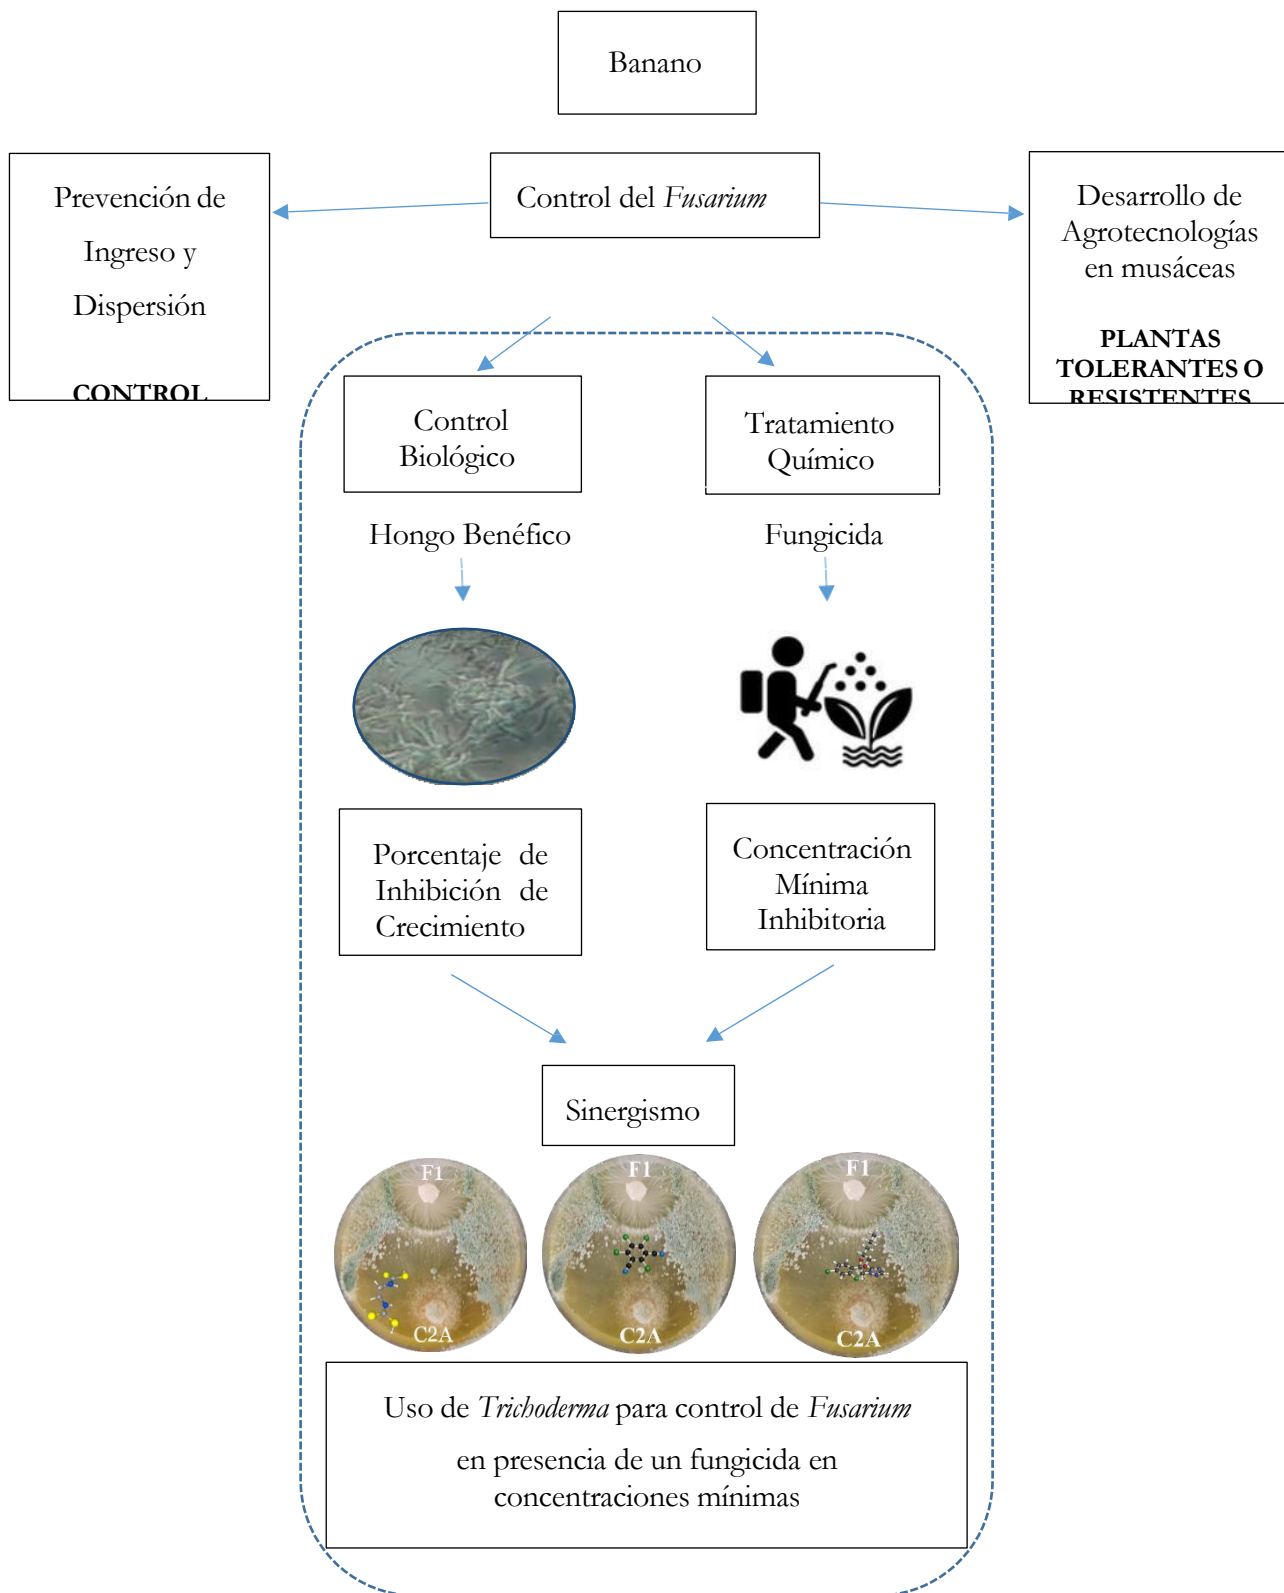 Banano
Prevención de
Ingreso y
Dispersión
CONTROL
Control del Fusarium
Desarrollo de
Agrotecnologías
en musáceas
PLANTAS
TOLERANTES O
RESISTENTES
Control
Biológico
Tratamiento
Químico
Hongo Benéfico
Fungicida
Porcentaje de
Inhibición de
Crecimiento
Concentración
Mínima
Inhibitoria
Sinergismo
F1
C2A
F1
C2A
F1
C2A
Uso de Trichoderma para control de Fusarium
en presencia de un fungicida en
concentraciones mínimas